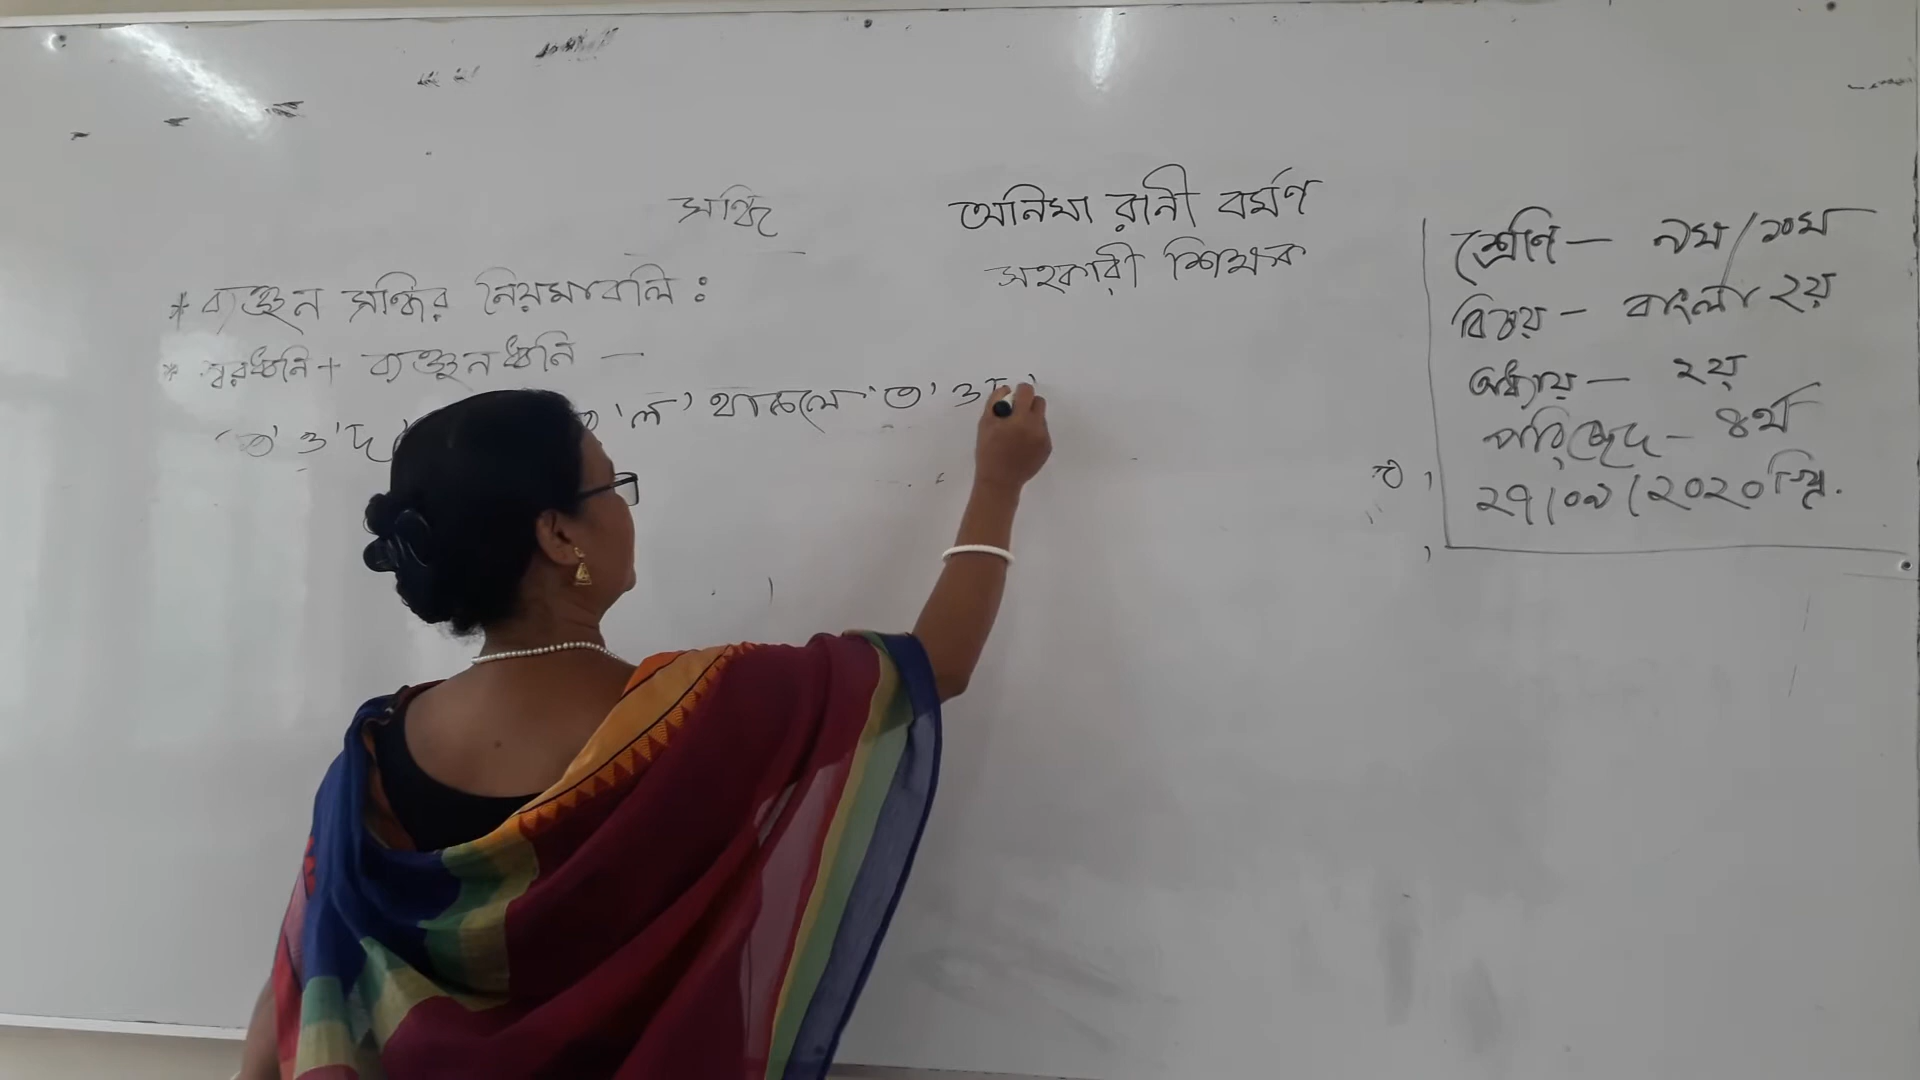 সন্ধি
* ব্যঞ্জন সন্ধির নিয়মাবলি :
* স্বরধ্বনি + ব্যঞ্জনধ্বনি —
'ত' ও 'দ' 'ল' থাকলে 'ত' ও
অনিমা রানী বর্মণ
সহকারী শিক্ষক
শ্রেণি — ৯ম/১০ম
বিষয় — বাংলা ২য়
অধ্যায় — ২য়
পরিচ্ছেদ — ৪র্থ
২৭/০৯/২০২০ খ্রি.